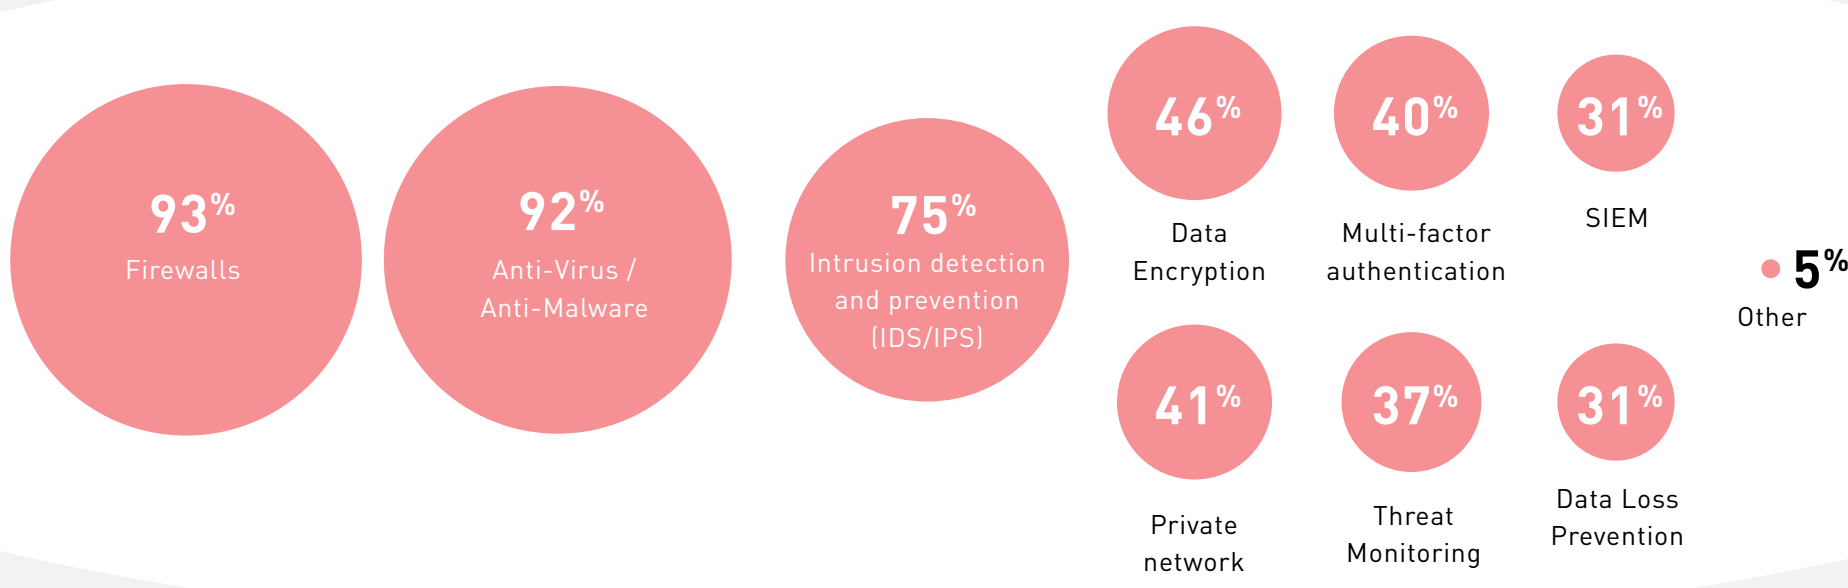 93%
Firewalls
92%
Anti-Virus /
Anti-Malware
75%
Intrusion detection
and prevention
(IDS/IPS)
46%
Data
Encryption
40%
Multi-factor
authentication
31%
SIEM
41%
Private
network
37%
Threat
Monitoring
31%
Data Loss
Prevention
5%
Other